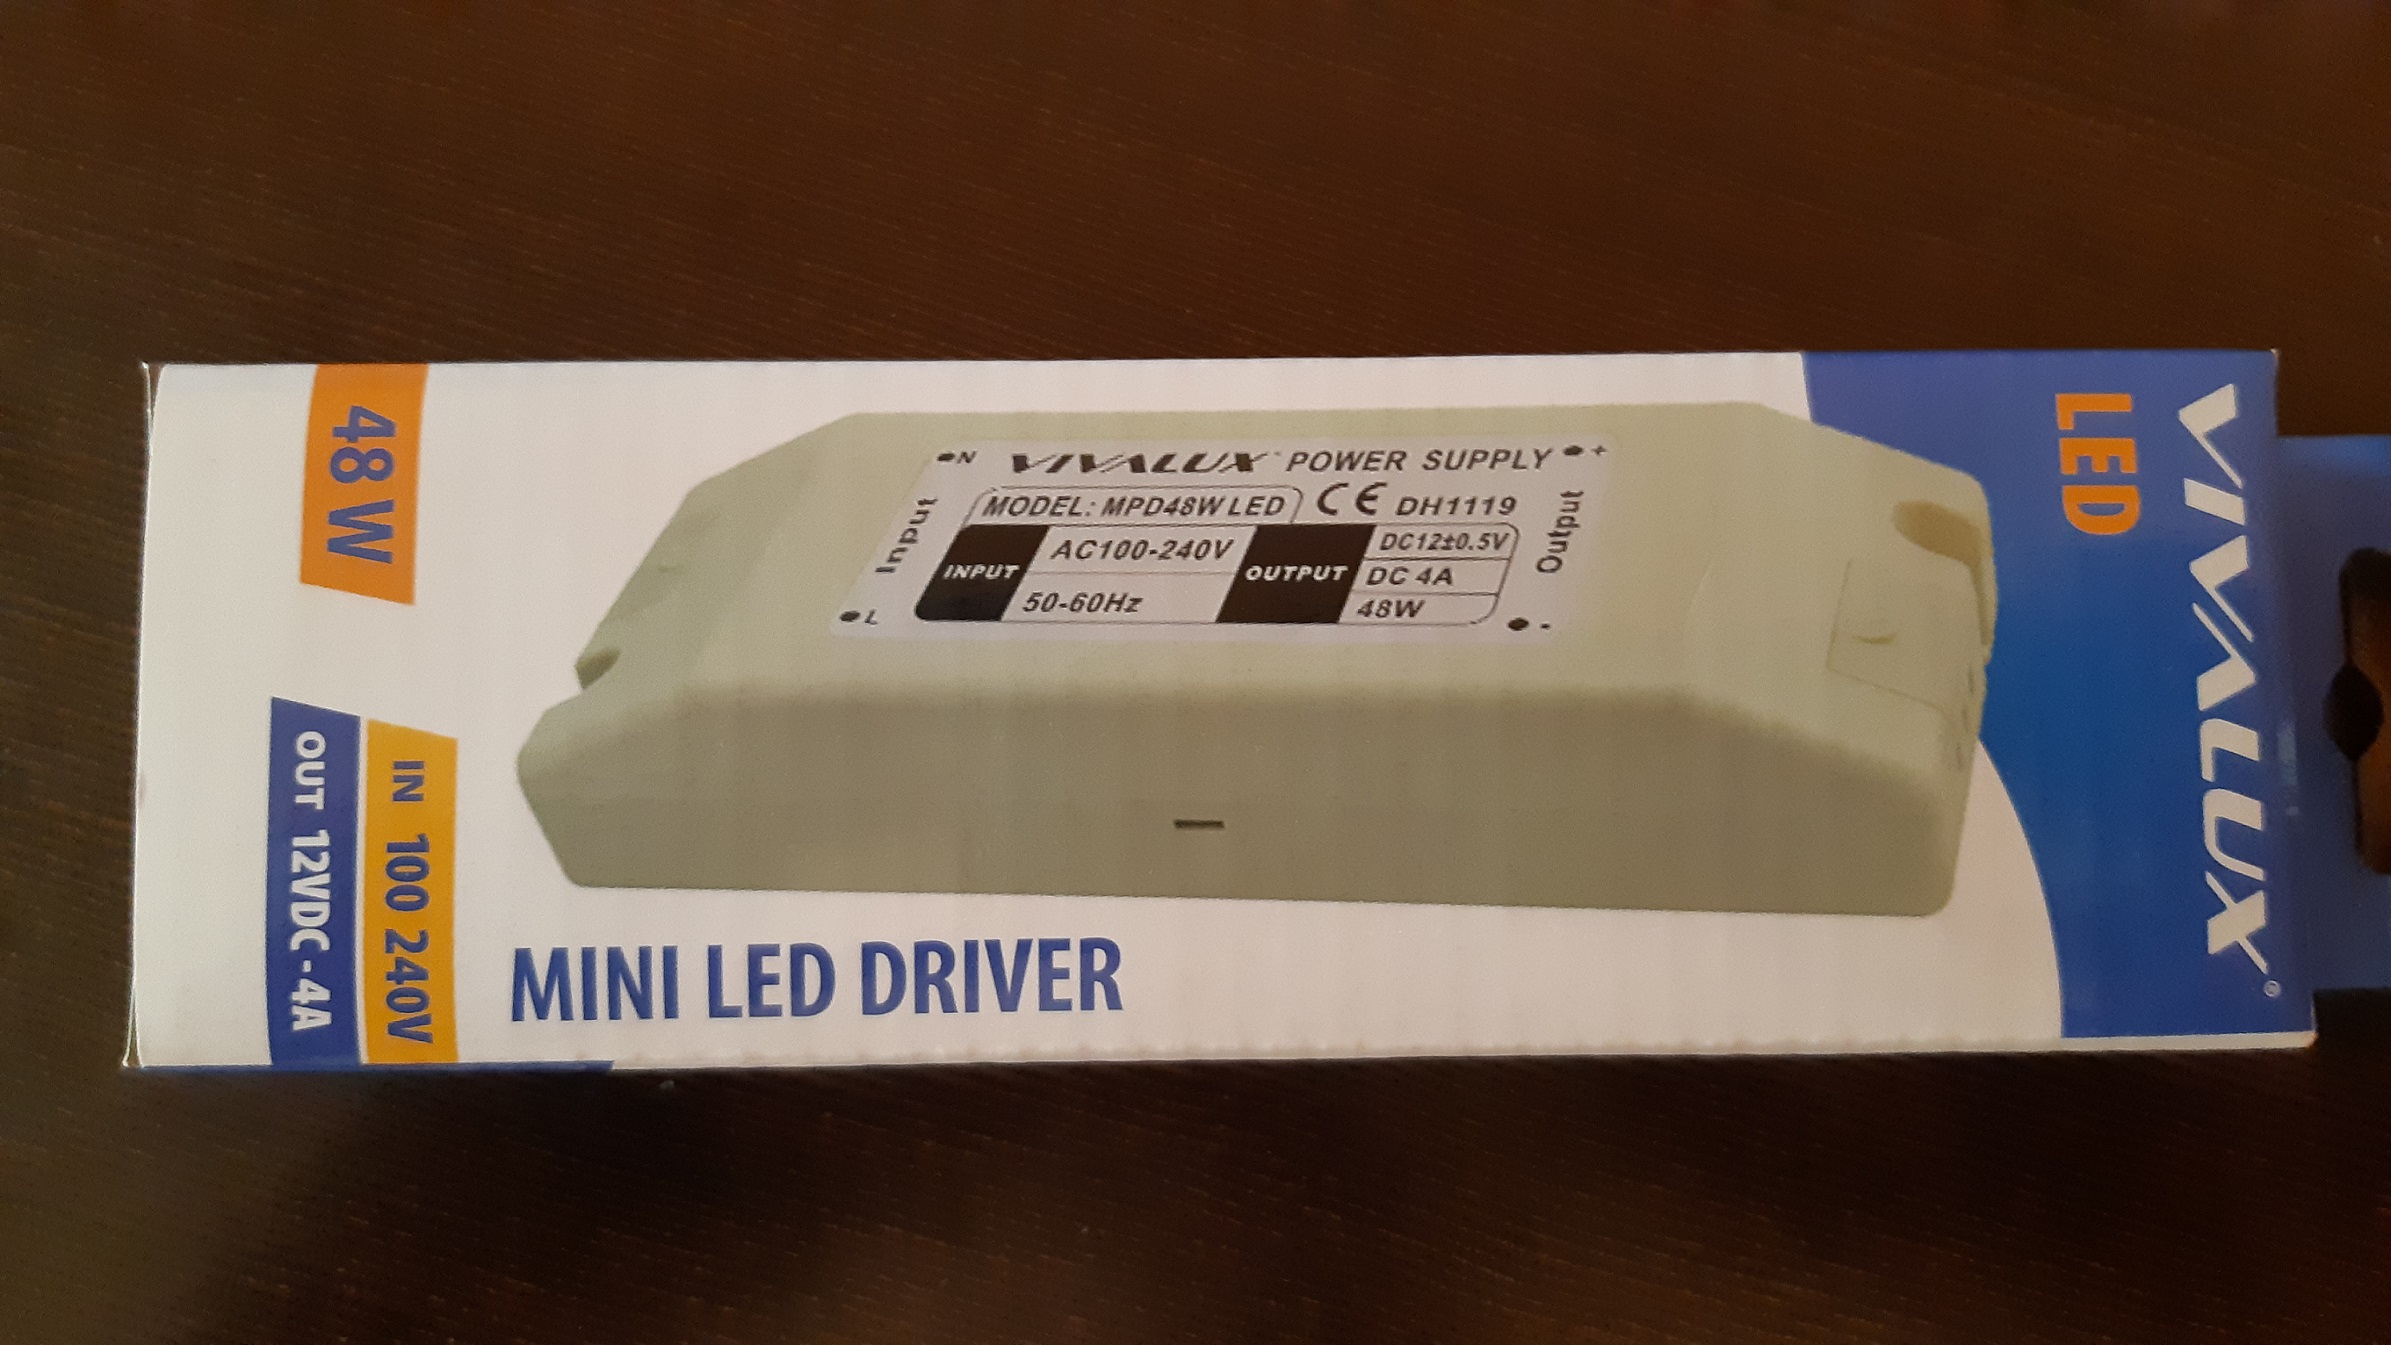 VIVALUX®
LED
N
VIVALUX POWER SUPPLY
+
Input
MODEL: MPD48W LED
CE DH1119
Output
INPUT
AC100-240V
50-60Hz
OUTPUT
DC12±0.5V
DC 4A
48W
L
-
48 W
IN 100 240V
OUT 12VDC - 4A
MINI LED DRIVER